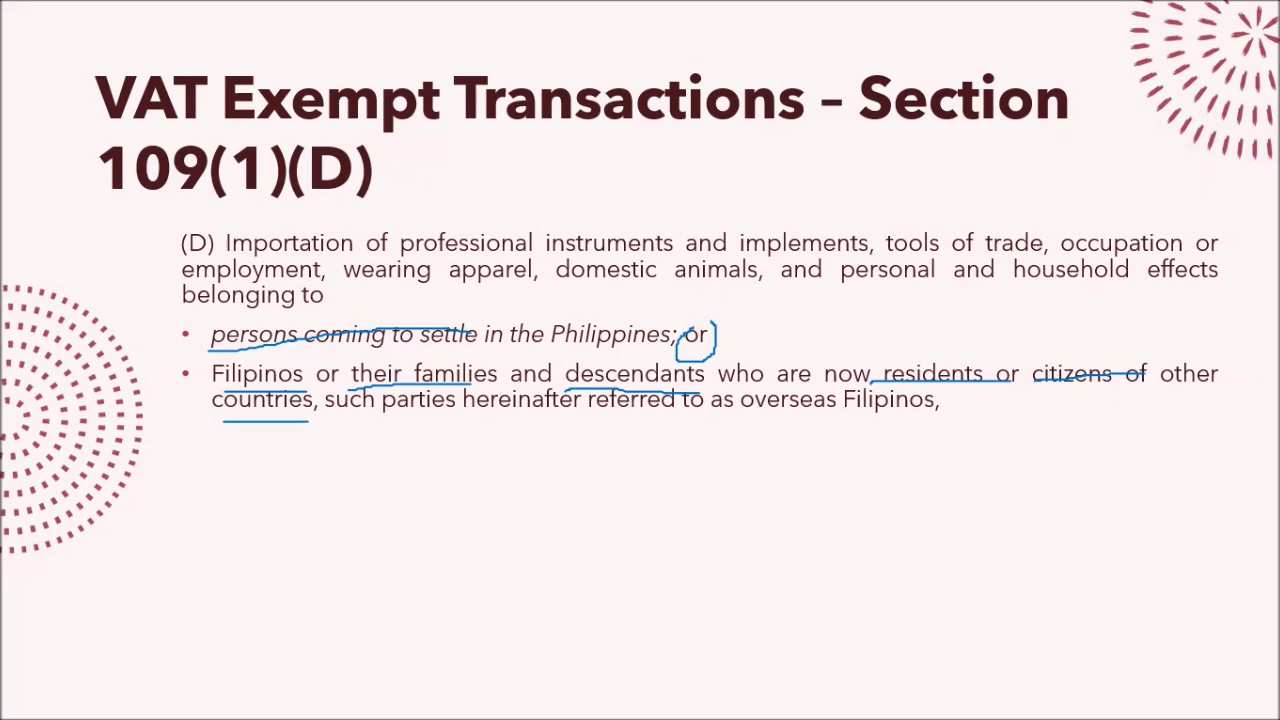 VAT Exempt Transactions – Section
109(1)(D)
(D) Importation of professional instruments and implements, tools of trade, occupation or
employment, wearing apparel, domestic animals, and personal and household effects
belonging to
• persons coming to settle in the Philippines; or
• Filipinos or their families and descendants who are now residents or citizens of other
countries, such parties hereinafter referred to as overseas Filipinos,